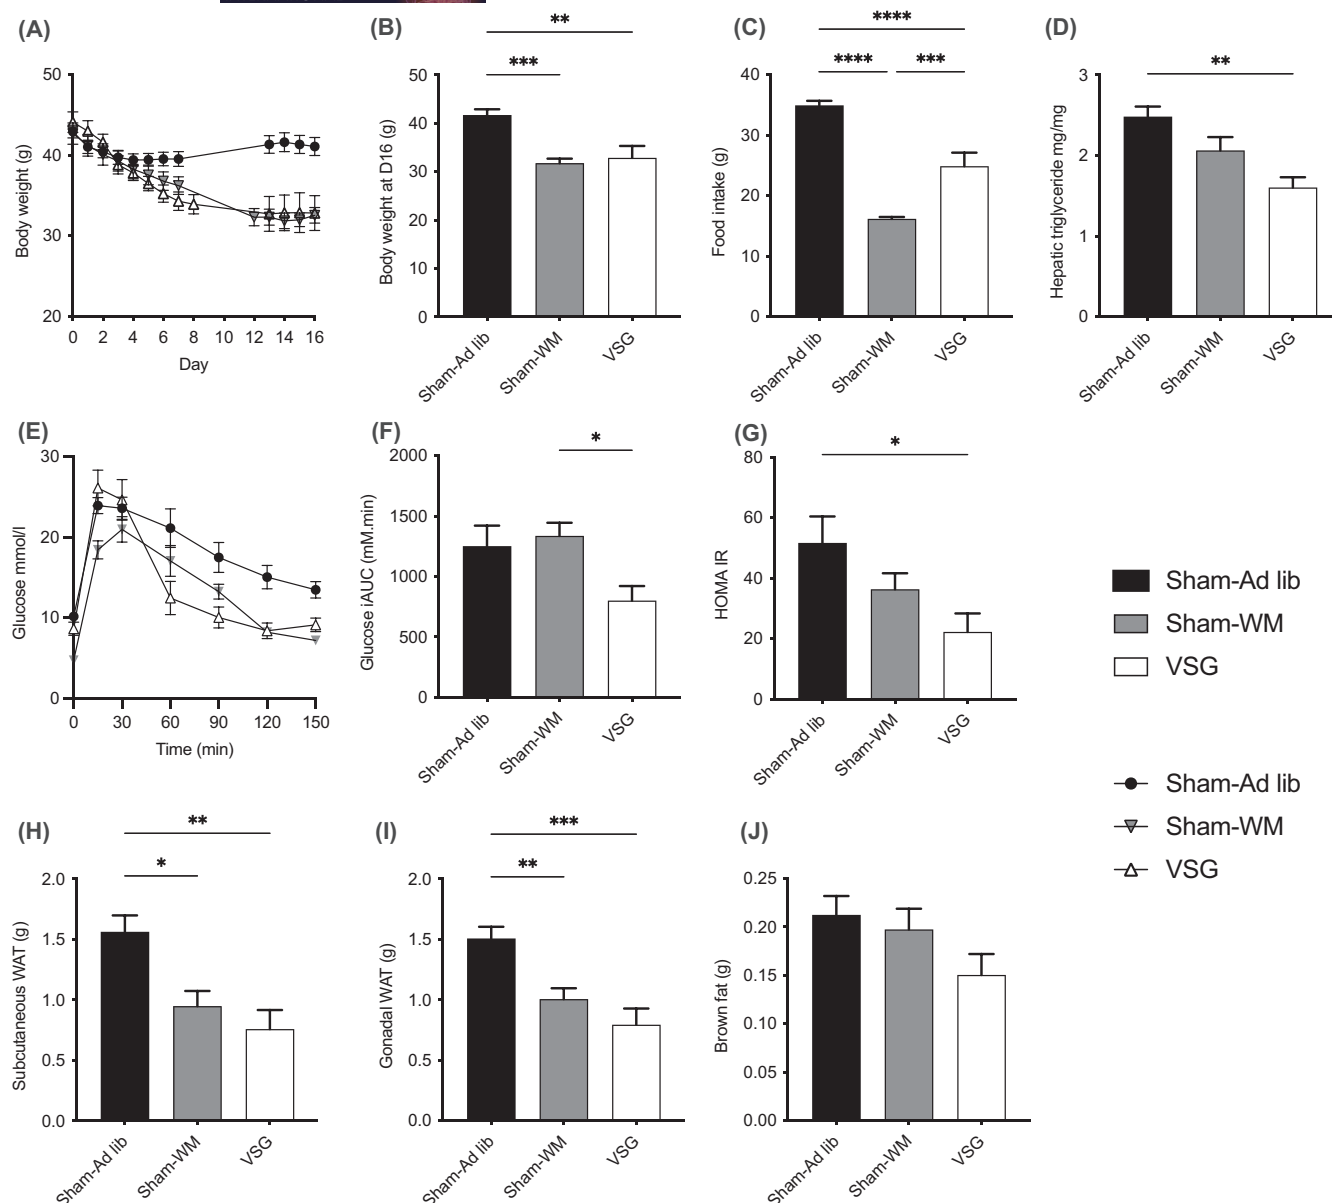 (A)
Body weight (g)
50
40
30
20
0 2 4 6 8 10 12 14 16
Day
(B)
**
***
Body weight at D16 (g)
50
40
30
20
10
0
Sham-Ad lib
Sham-WM
VSG
(C)
****
**** ***
Food intake (g)
40
30
20
10
0
Sham-Ad lib
Sham-WM
VSG
(D)
**
Hepatic triglyceride mg/mg
3
2
1
0
Sham-Ad lib
Sham-WM
VSG
(E)
Glucose mmol/l
30
20
10
0
0 30 60 90 120 150
Time (min)
(F)
*
Glucose iAUC (mM.min)
2000
1500
1000
500
0
Sham-Ad lib
Sham-WM
VSG
(G)
*
HOMA IR
80
60
40
20
0
Sham-Ad lib
Sham-WM
VSG
Sham-Ad lib
Sham-WM
VSG
Sham-Ad lib
Sham-WM
VSG
(H)
**
*
Subcutaneous WAT (g)
2.0
1.5
1.0
0.5
0.0
Sham-Ad lib
Sham-WM
VSG
(I)
***
**
Gonadal WAT (g)
2.0
1.5
1.0
0.5
0.0
Sham-Ad lib
Sham-WM
VSG
(J)
Brown fat (g)
0.25
0.20
0.15
0.10
0.05
0.00
Sham-Ad lib
Sham-WM
VSG